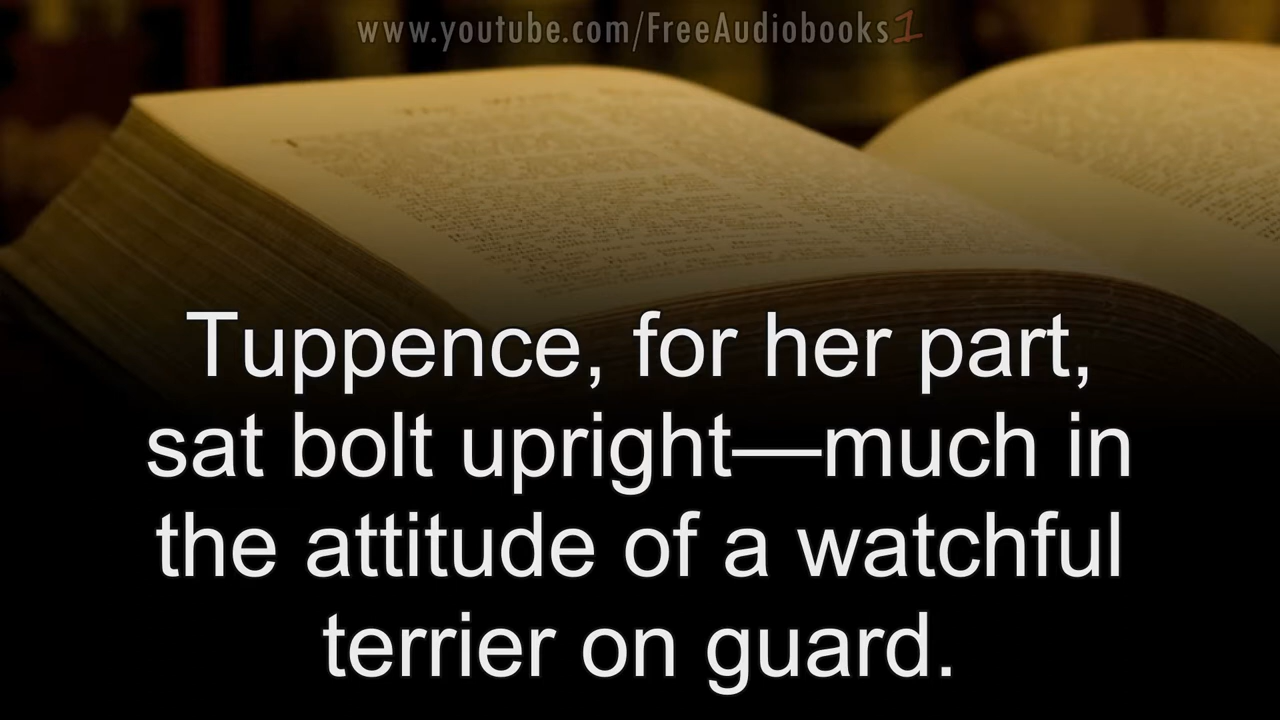 www.youtube.com/FreeAudiobooks1
Tuppence, for her part,
sat bolt upright—much in
the attitude of a watchful
terrier on guard.